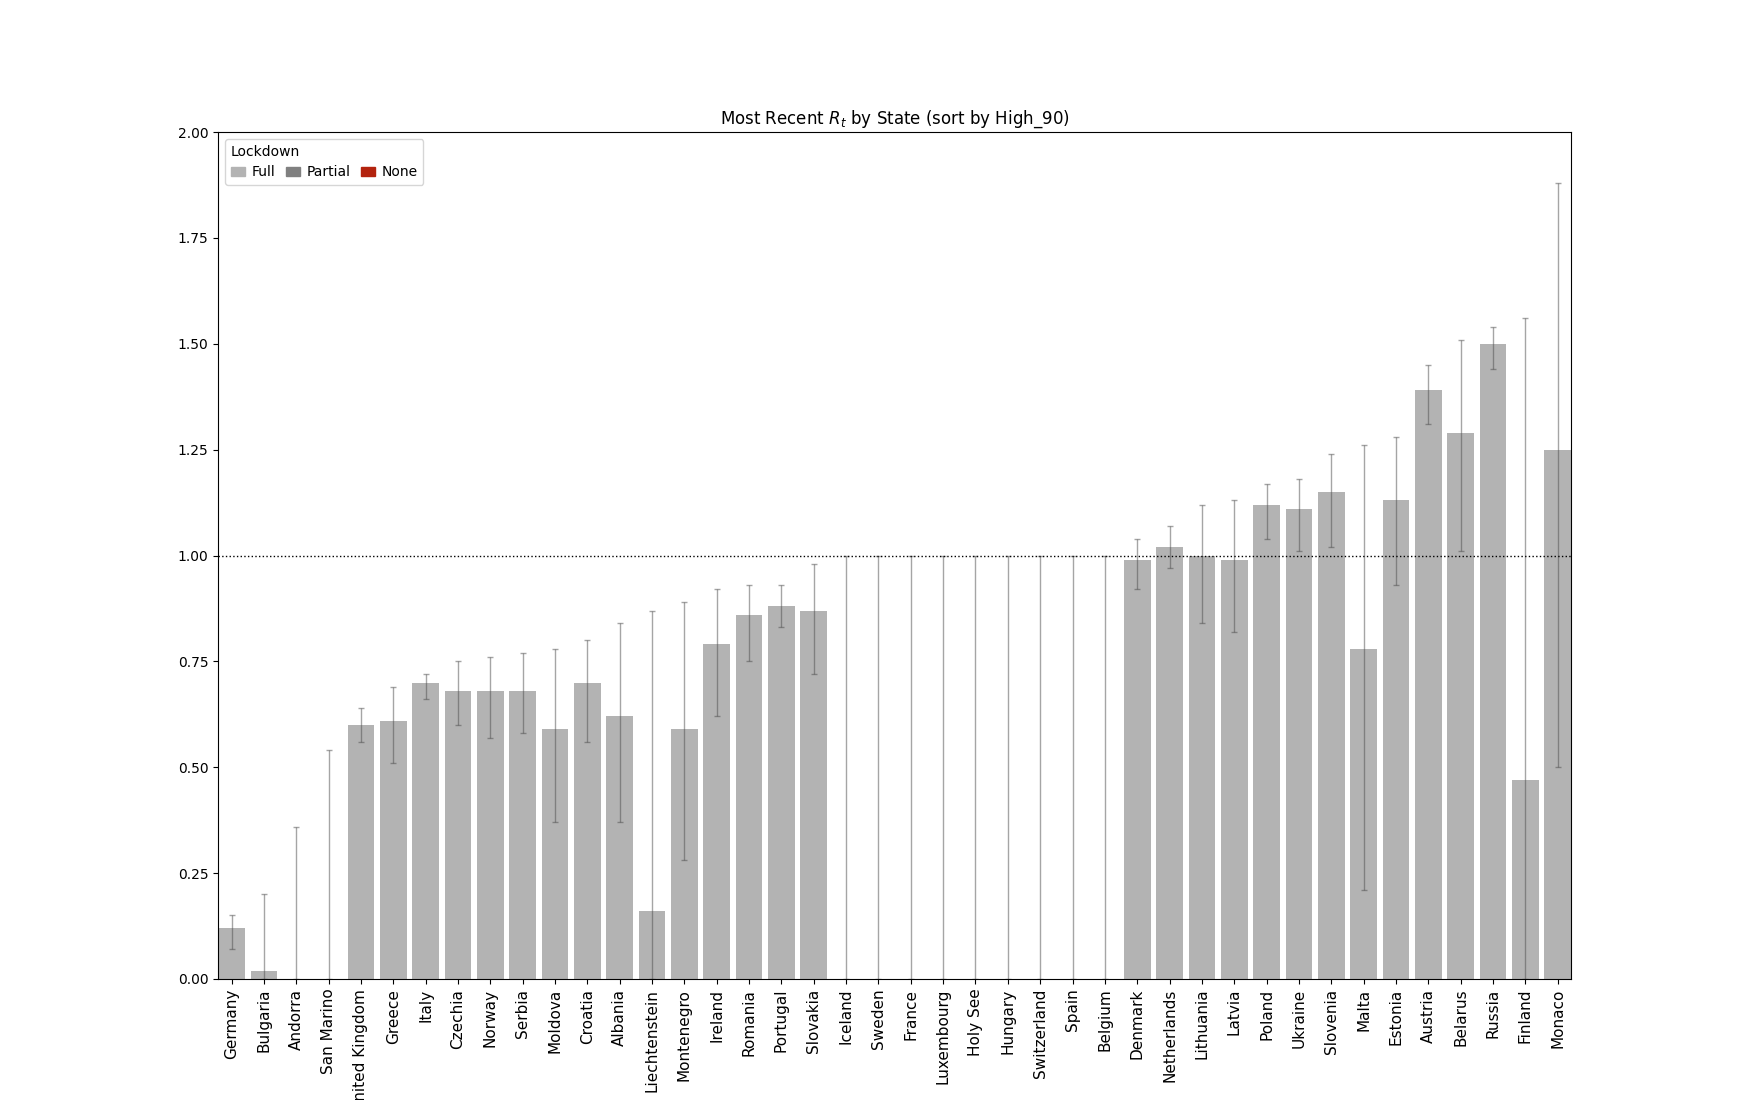 Most Recent Rt by State (sort by High_90)
2.00
Lockdown
Full Partial None
1.75
1.50
1.25
1.00
0.75
0.50
0.25
0.00
Germany
Bulgaria
Andorra
San Marino
nited Kingdom
Greece
Italy
Czechia
Norway
Serbia
Moldova
Croatia
Albania
Liechtenstein
Montenegro
Ireland
Romania
Portugal
Slovakia
Iceland
Sweden
France
Luxembourg
Holy See
Hungary
Switzerland
Spain
Belgium
Denmark
Netherlands
Lithuania
Latvia
Poland
Ukraine
Slovenia
Malta
Estonia
Austria
Belarus
Russia
Finland
Monaco